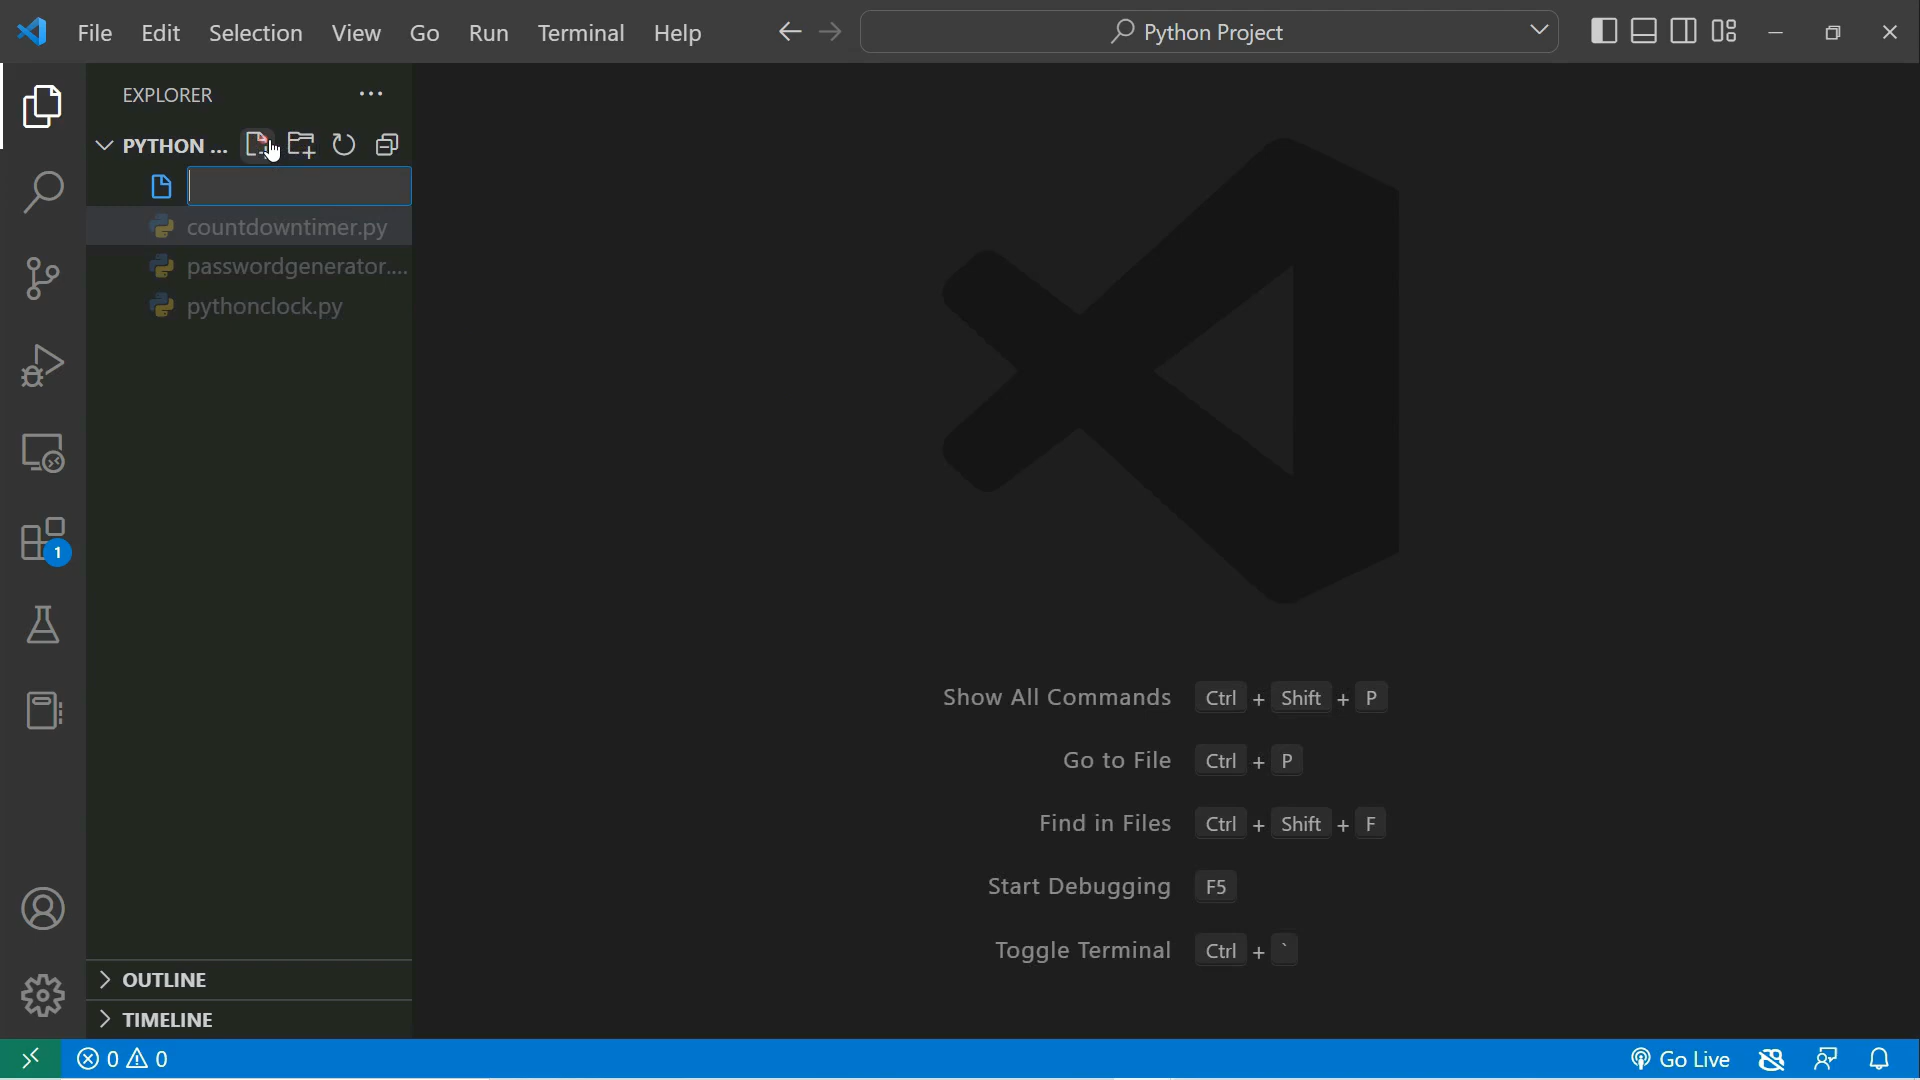 File Edit Selection View Go Run Terminal Help Python Project
EXPLORER ...
PYTHON ...
countdowntimer.py
passwordgenerator....
pythonclock.py
1
Show All Commands Ctrl + Shift + P
Go to File Ctrl + P
Find in Files Ctrl + Shift + F
Start Debugging F5
Toggle Terminal Ctrl + `
OUTLINE
TIMELINE
0 0 Go Live